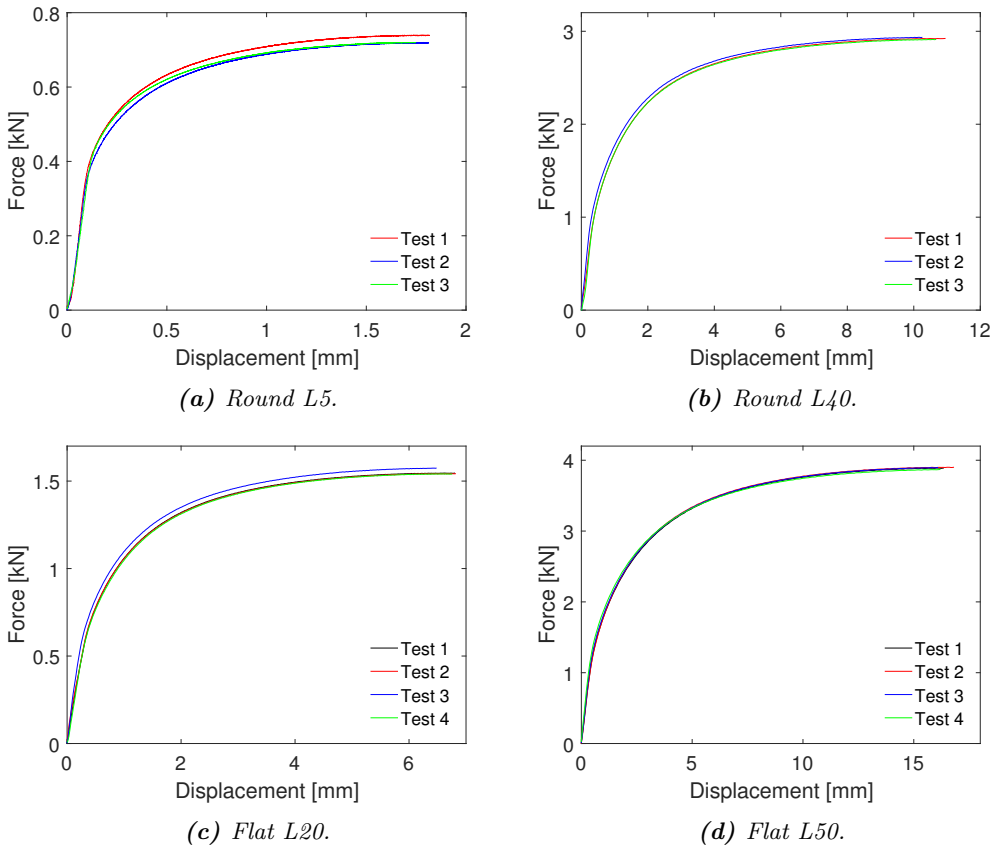 0.8
0.6
0.4
0.2
0
Force [kN]
0
0.5
1
1.5
2
Displacement [mm]
Test 1
Test 2
Test 3
(a) Round L5.
3
2
1
0
Force [kN]
0
2
4
6
8
10
12
Displacement [mm]
Test 1
Test 2
Test 3
(b) Round L40.
1.5
1
0.5
0
Force [kN]
0
2
4
6
Displacement [mm]
Test 1
Test 2
Test 3
Test 4
(c) Flat L20.
4
3
2
1
0
Force [kN]
0
5
10
15
Displacement [mm]
Test 1
Test 2
Test 3
Test 4
(d) Flat L50.